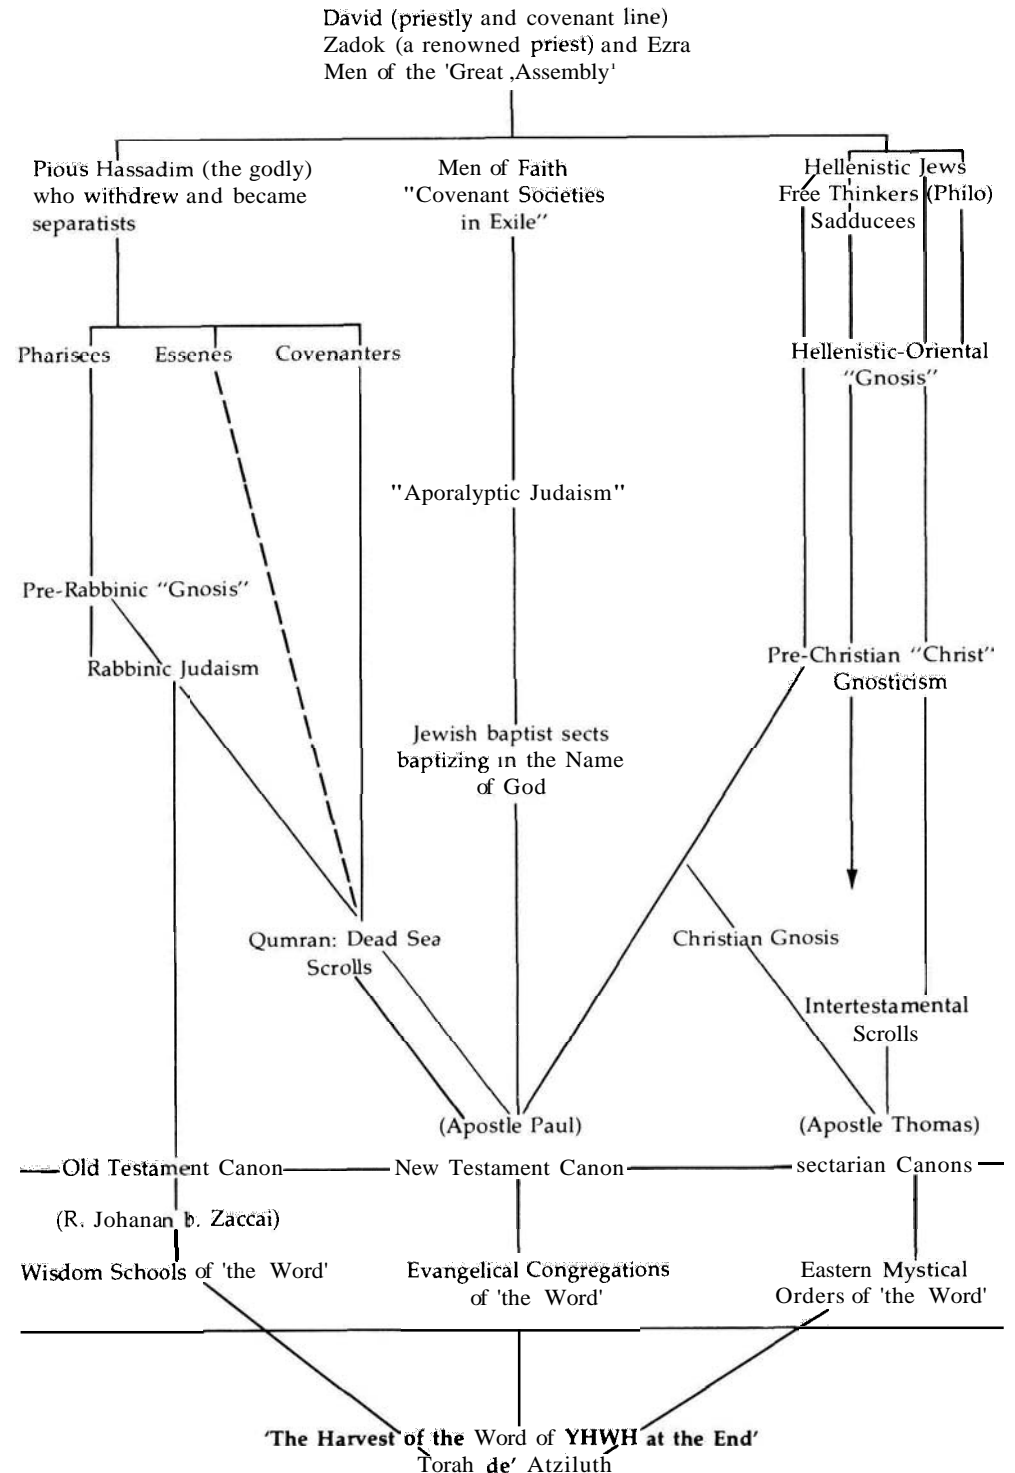 David (priestly and covenant line)
Zadok (a renowned priest) and Ezra
Men of the 'Great ,Assembly'
Pious Hassadim (the godly)
who withdrew and became
separatists
Men of Faith
"Covenant Societies
in Exile"
Hellenistic Jews
Free Thinkers (Philo)
Sadducees
Pharisees
Essenes
Covenanters
Hellenistic-Oriental
"Gnosis"
"Aporalyptic Judaism"
Pre-Rabbinic "Gnosis"
Rabbinic Judaism
Pre-Christian "Christ"
Gnosticism
Jewish baptist sects
baptizing in the Name
of God
Qumran: Dead Sea
Scrolls
Christian Gnosis
Intertestamental
Scrolls
(Apostle Paul)
(Apostle Thomas)
Old Testament Canon
New Testament Canon
sectarian Canons
(R. Johanan b. Zaccai)
Wisdom Schools of 'the Word'
Evangelical Congregations
of 'the Word'
Eastern Mystical
Orders of 'the Word'
'The Harvest of the Word of YHWH at the End'
Torah de' Atziluth